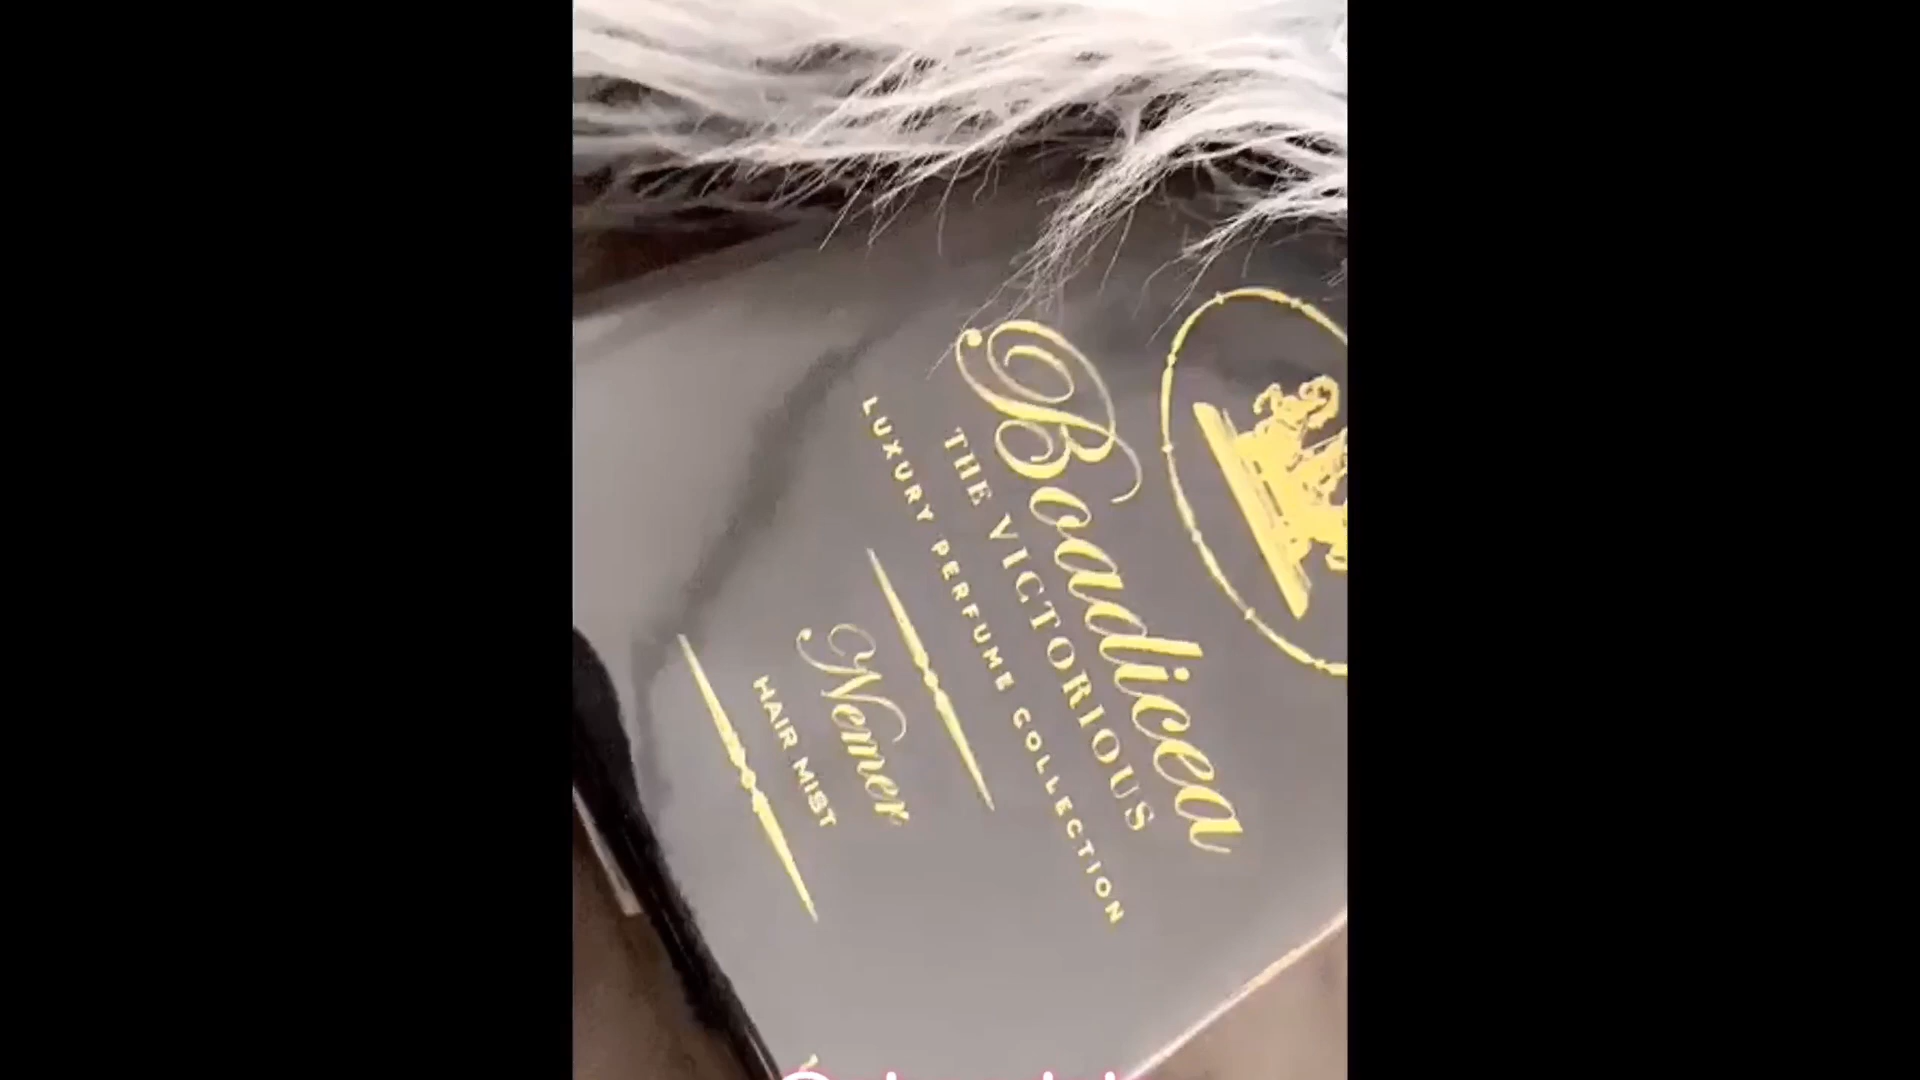 Boadicea
THE VICTORIOUS
LUXURY PERFUME COLLECTION
Nemer
HAIR MIST